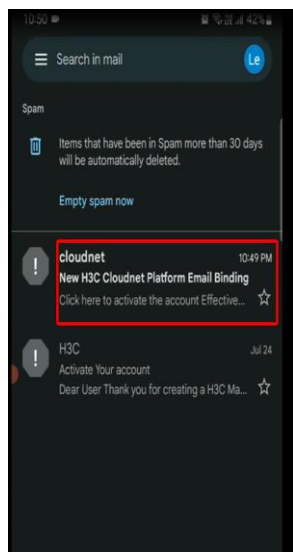 10:50
42%
Search in mail
Le
Spam
Items that have been in Spam more than 30 days
will be automatically deleted.
Empty spam now
cloudnet 10:49 PM
New H3C Cloudnet Platform Email Binding
Click here to activate the account Effective...
H3C Jul 24
Activate Your account
Dear User Thank you for creating a H3C Ma...